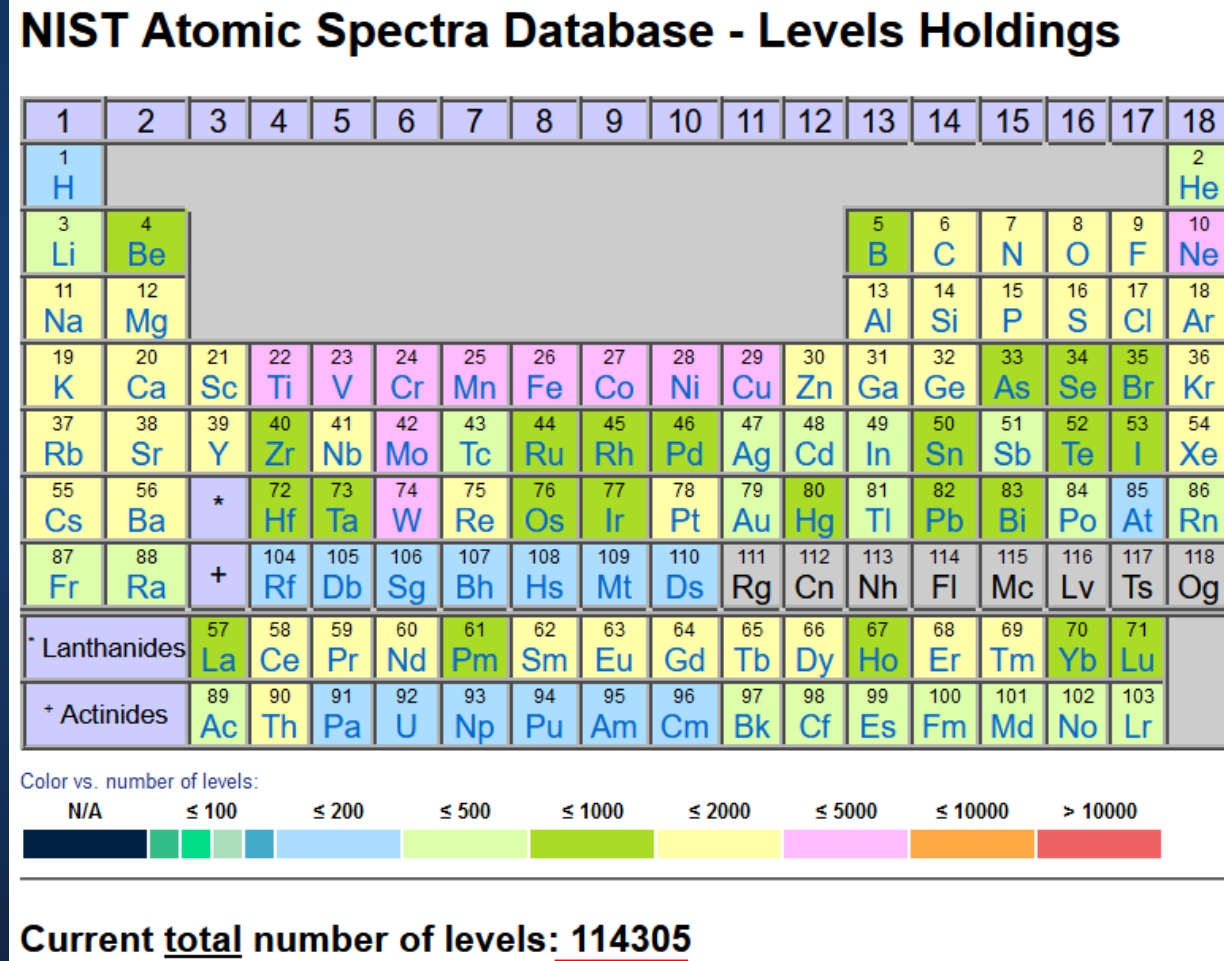 NIST Atomic Spectra Database - Levels Holdings
1 2 3 4 5 6 7 8 9 10 11 12 13 14 15 16 17 18
1 2
H He
3 4 5 6 7 8 9 10
Li Be B C N O F Ne
11 12 13 14 15 16 17 18
Na Mg Al Si P S Cl Ar
19 20 21 22 23 24 25 26 27 28 29 30 31 32 33 34 35 36
K Ca Sc Ti V Cr Mn Fe Co Ni Cu Zn Ga Ge As Se Br Kr
37 38 39 40 41 42 43 44 45 46 47 48 49 50 51 52 53 54
Rb Sr Y Zr Nb Mo Tc Ru Rh Pd Ag Cd In Sn Sb Te I Xe
55 56 * 72 73 74 75 76 77 78 79 80 81 82 83 84 85 86
Cs Ba Hf Ta W Re Os Ir Pt Au Hg Tl Pb Bi Po At Rn
87 88 + 104 105 106 107 108 109 110 111 112 113 114 115 116 117 118
Fr Ra Rf Db Sg Bh Hs Mt Ds Rg Cn Nh Fl Mc Lv Ts Og
* Lanthanides 57 58 59 60 61 62 63 64 65 66 67 68 69 70 71
La Ce Pr Nd Pm Sm Eu Gd Tb Dy Ho Er Tm Yb Lu
+ Actinides 89 90 91 92 93 94 95 96 97 98 99 100 101 102 103
Ac Th Pa U Np Pu Am Cm Bk Cf Es Fm Md No Lr
Color vs. number of levels:
N/A ≤ 100 ≤ 200 ≤ 500 ≤ 1000 ≤ 2000 ≤ 5000 ≤ 10000 > 10000
Current total number of levels: 114305